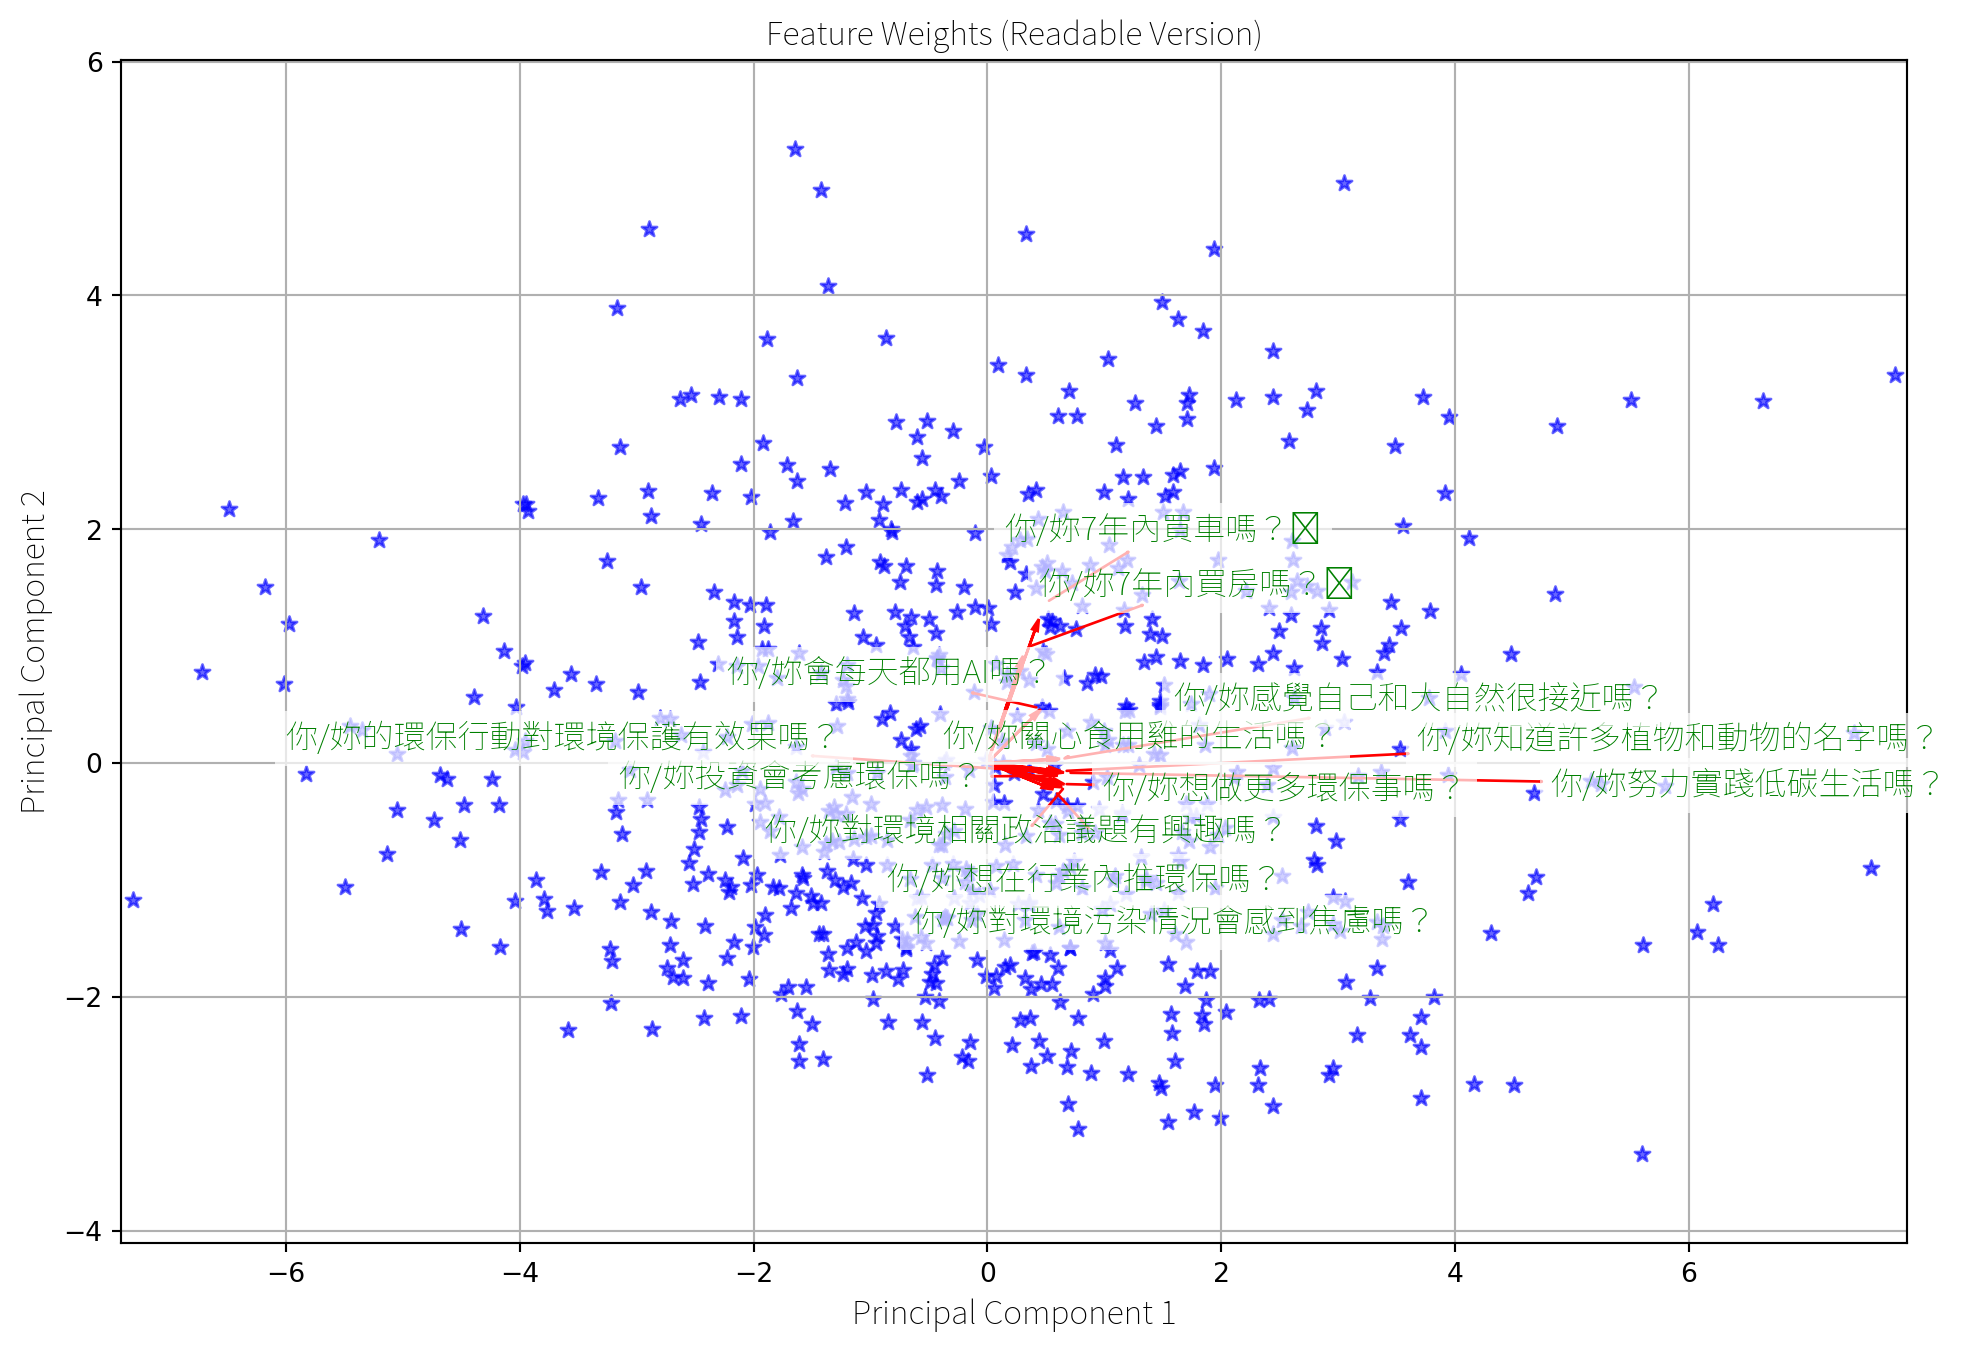 Feature Weights (Readable Version)
6
4
2
0
−2
−4
Principal Component 2
你/妳7年內買車嗎？
你/妳7年內買房嗎？
你/妳會每天都用AI嗎？
你/妳感覺自己和大自然很接近嗎？
你/妳的環保行動對環境保護有效果嗎？
你/妳關心食用雞的生活嗎？
你/妳知道許多植物和動物的名字嗎？
你/妳投資會考慮環保嗎？
你/妳想做更多環保事嗎？
你/妳努力實踐低碳生活嗎？
你/妳對環境相關政治議題有興趣嗎？
你/妳想在行業內推環保嗎？
你/妳對環境污染情況會感到焦慮嗎？
−6
−4
−2
0
2
4
6
Principal Component 1